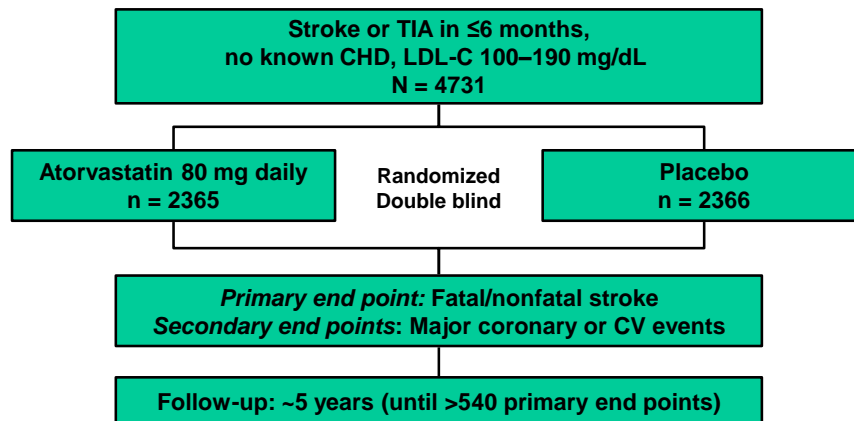 Stroke or TIA in ≤6 months,
no known CHD, LDL-C 100–190 mg/dL
N = 4731
Atorvastatin 80 mg daily
n = 2365
Randomized
Double blind
Placebo
n = 2366
Primary end point: Fatal/nonfatal stroke
Secondary end points: Major coronary or CV events
Follow-up: ~5 years (until >540 primary end points)